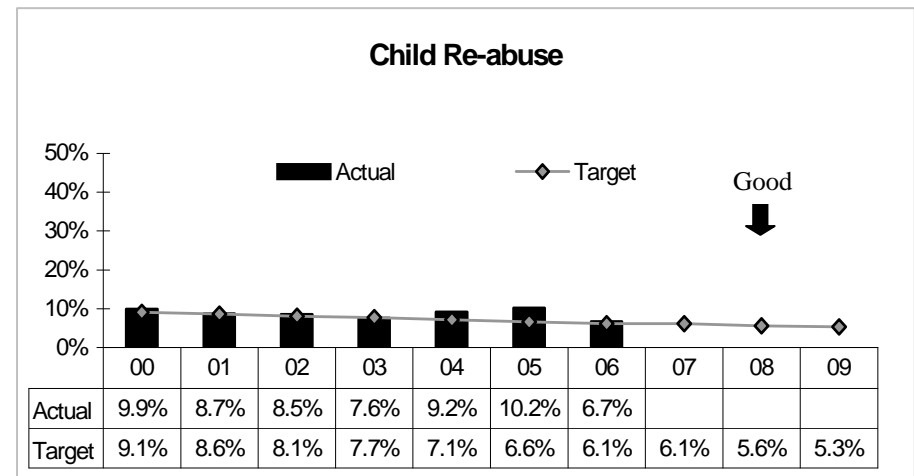 Child Re-abuse
50%
40%
30%
20%
10%
0%
Actual
Target
Good
00 01 02 03 04 05 06 07 08 09
Actual 9.9% 8.7% 8.5% 7.6% 9.2% 10.2% 6.7%
Target 9.1% 8.6% 8.1% 7.7% 7.1% 6.6% 6.1% 6.1% 5.6% 5.3%